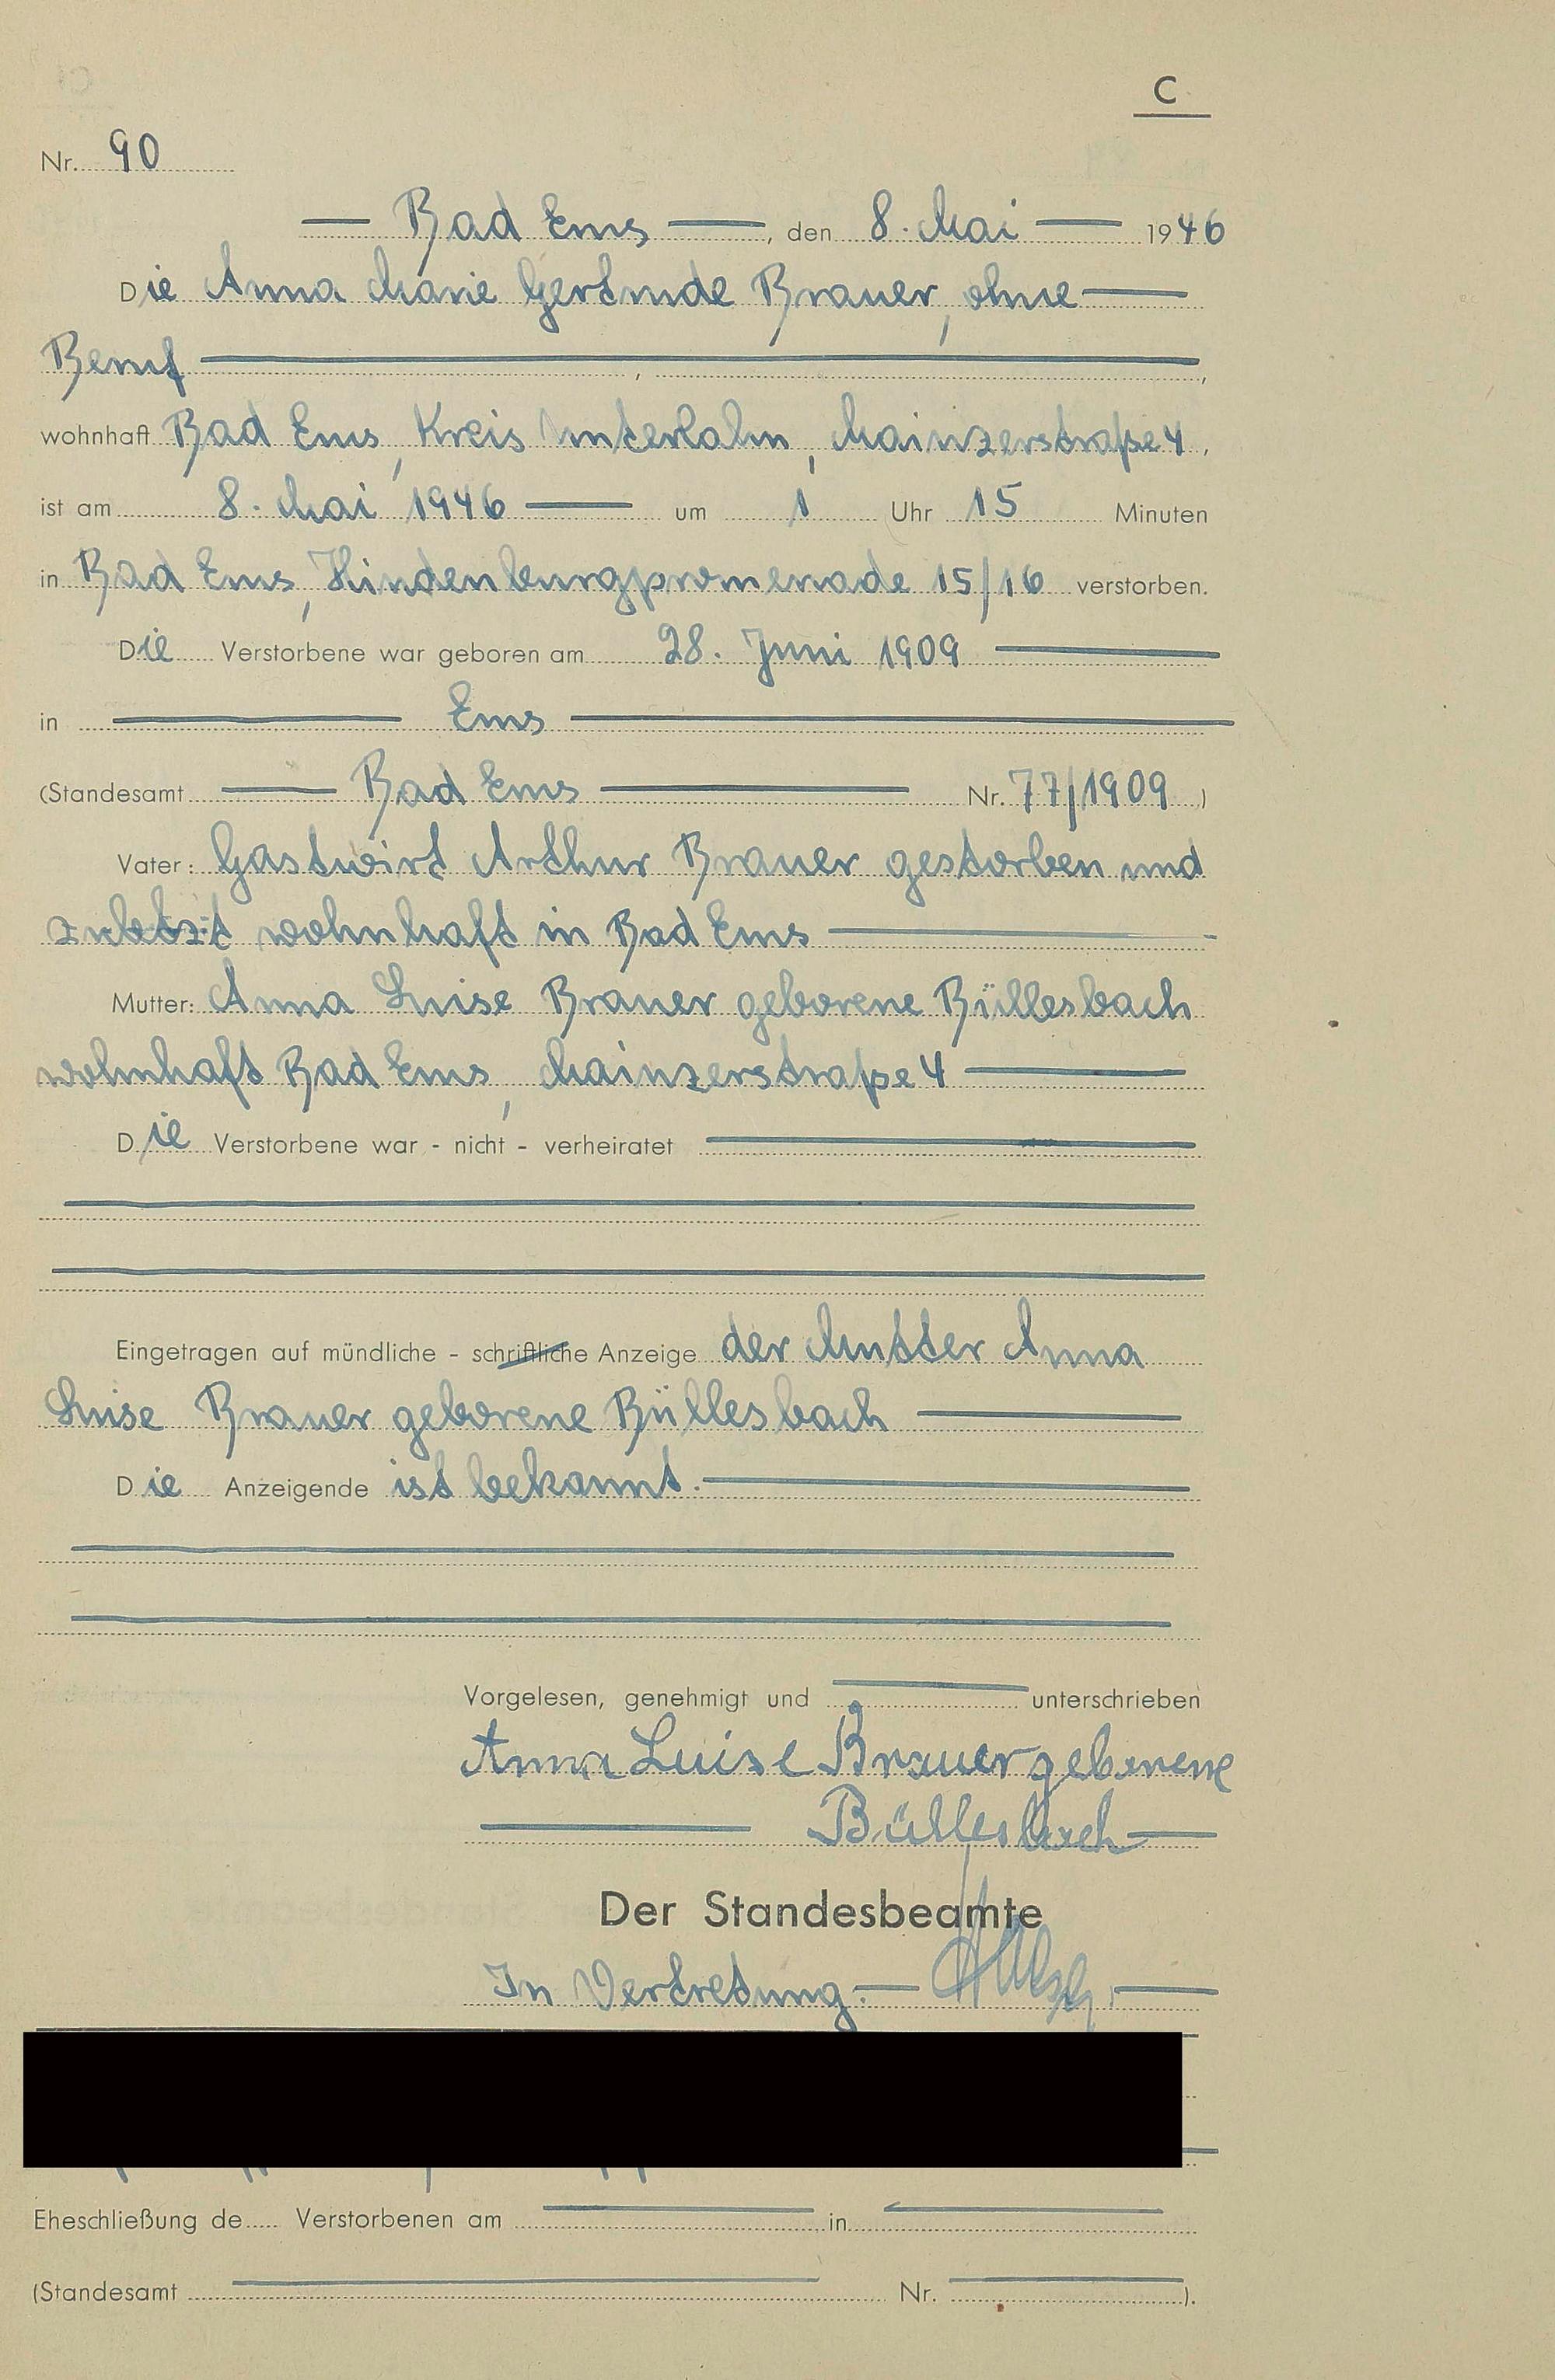 C
Nr. 90
Bad Ems, den 8. Mai 1946
Die Anna Marie Gertrude Brauer, ohne
Beruf
wohnhaft Bad Ems, Kreis Unterlahn, Mainzerstraße 4,
ist am 8. Mai 1946 um 1 Uhr 15 Minuten
in Bad Ems, Hindenburgpromenade 15/16 verstorben.
Die Verstorbene war geboren am 28. Juni 1909
in Ems
(Standesamt Bad Ems Nr. 77/1909)
Vater: Gastwirt Arthur Brauer gestorben und
zuletzt wohnhaft in Bad Ems
Mutter: Anna Luise Brauer geborene Büllesbach
wohnhaft Bad Ems, Mainzerstraße 4
Die Verstorbene war - nicht - verheiratet
Eingetragen auf mündliche - schriftliche Anzeige der Mutter Anna
Luise Brauer geborene Büllesbach
Die Anzeigende ist bekannt.
Vorgelesen, genehmigt und unterschrieben
Anna Luise Brauer geborene
Büllesbach
Der Standesbeamte
In Vertretung.
Eheschließung de Verstorbenen am in
(Standesamt Nr. ).